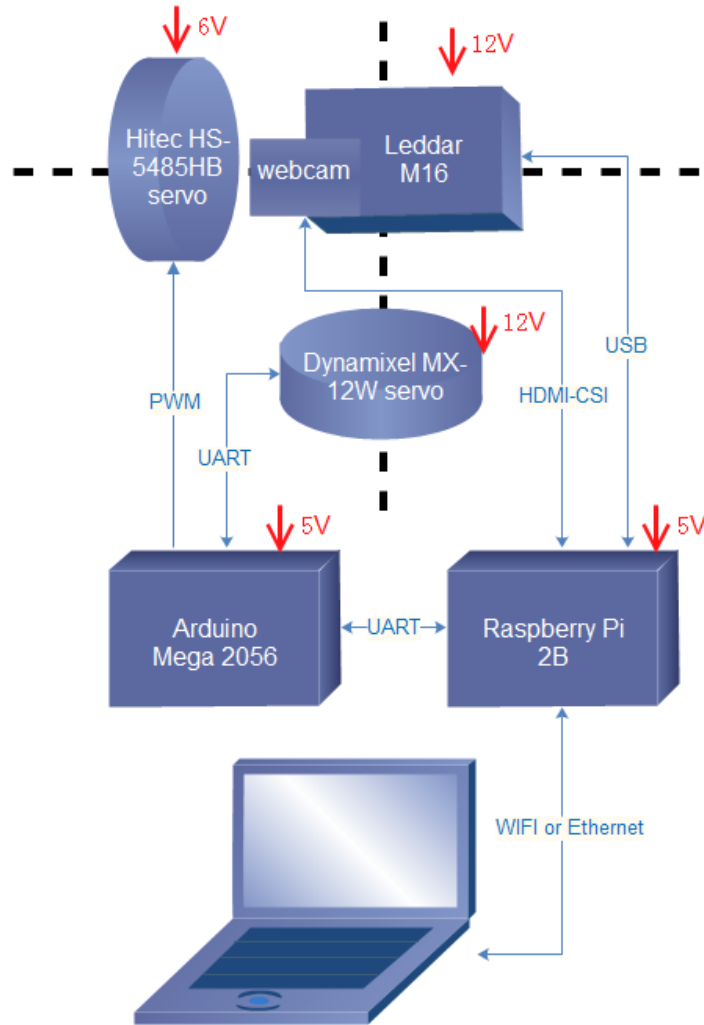 6V
12V
Hitec HS-
5485HB
servo
webcam
Leddar
M16
12V
Dynamixel MX-
12W servo
USB
PWM
HDMI-CSI
UART
5V
5V
Arduino
Mega 2056
UART
Raspberry Pi
2B
WIFI or Ethernet